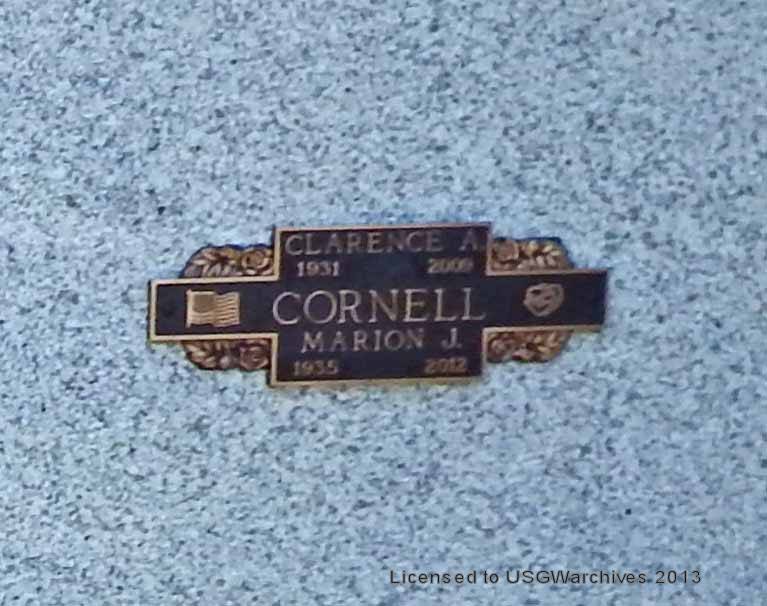 CLARENCE A.
1931 2009
CORNELL
MARION J.
1935 2012
Licensed to USGWarchives 2013